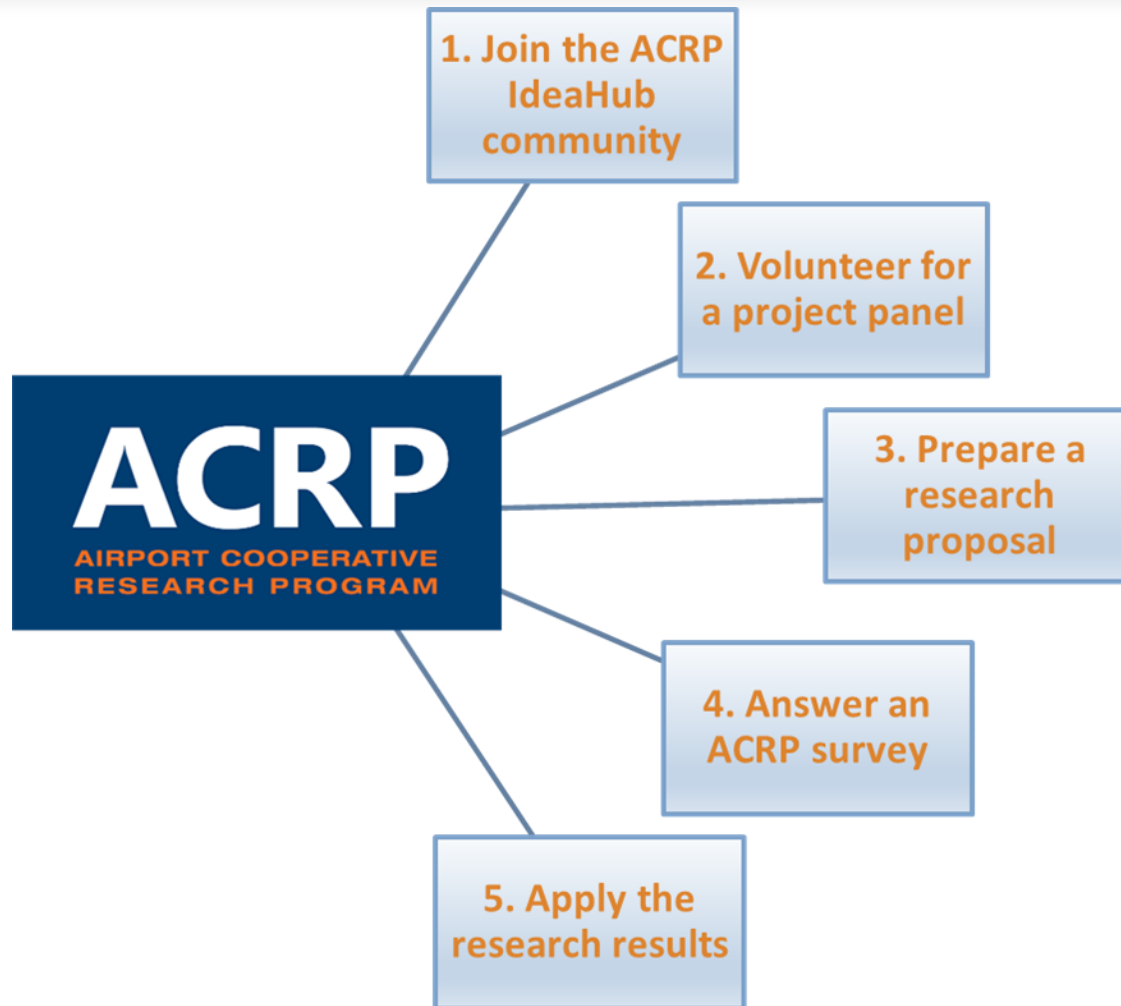 1. Join the ACRP
IdeaHub
community
2. Volunteer for
a project panel
3. Prepare a
research
proposal
ACRP
AIRPORT COOPERATIVE
RESEARCH PROGRAM
4. Answer an
ACRP survey
5. Apply the
research results